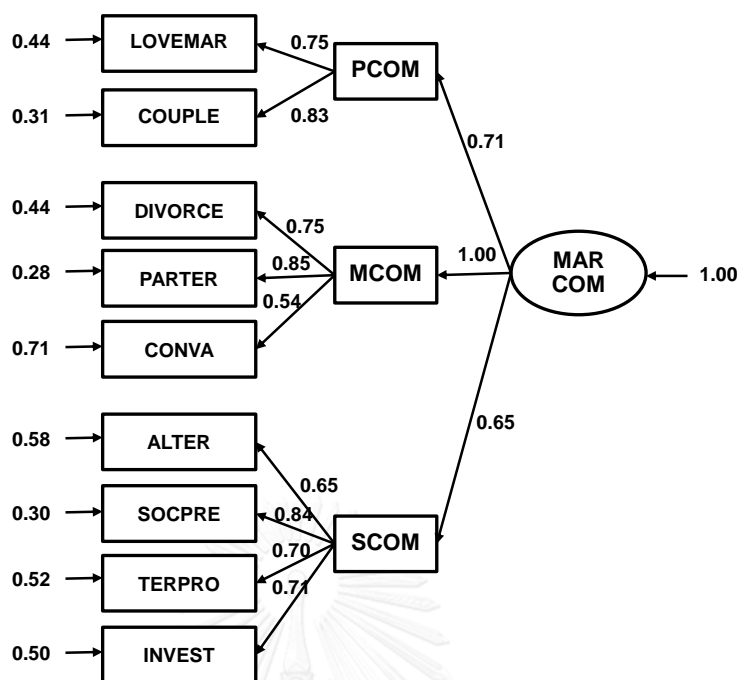 0.44
LOVEMAR
0.75
PCOM
0.31
COUPLE
0.83
0.71
0.44
DIVORCE
0.75
0.28
PARTER
0.85
MCOM
1.00
MAR
COM
1.00
0.54
0.71
CONVA
0.65
0.58
ALTER
0.65
0.30
SOCPRE
0.84
SCOM
0.70
0.52
TERPRO
0.71
0.50
INVEST